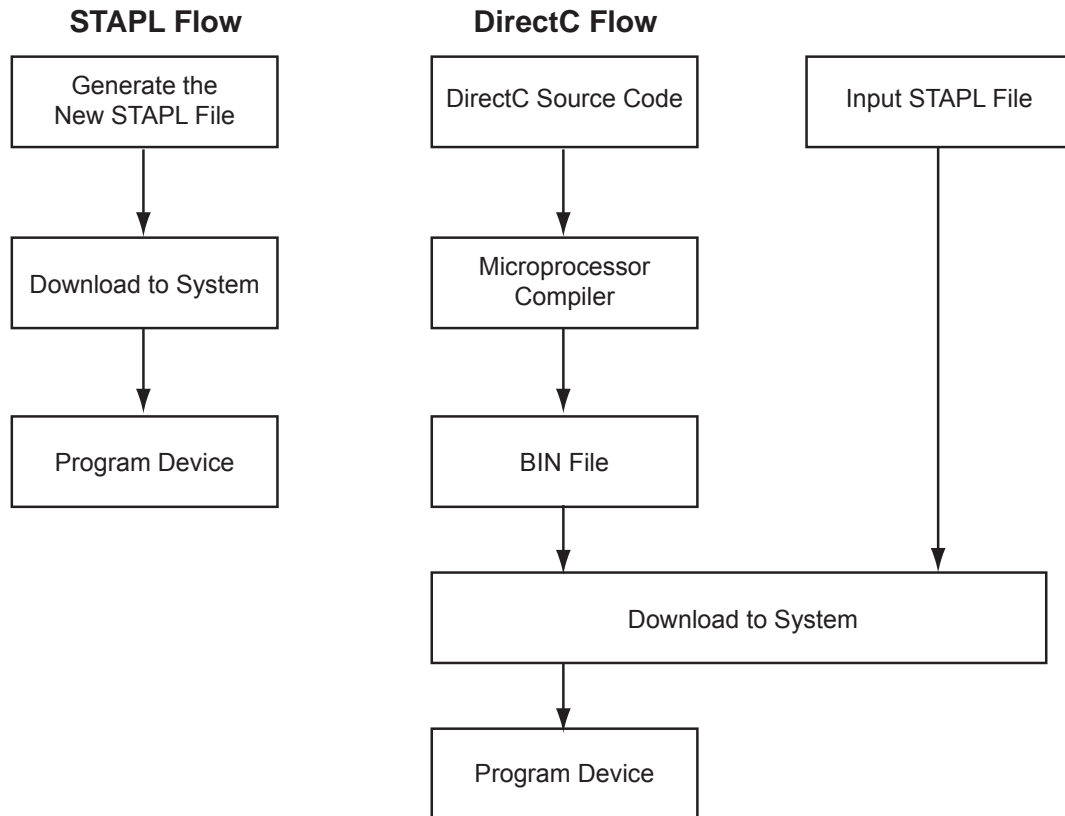 STAPL Flow
Generate the
New STAPL File
Download to System
Program Device
DirectC Flow
DirectC Source Code
Microprocessor
Compiler
BIN File
Input STAPL File
Download to System
Program Device